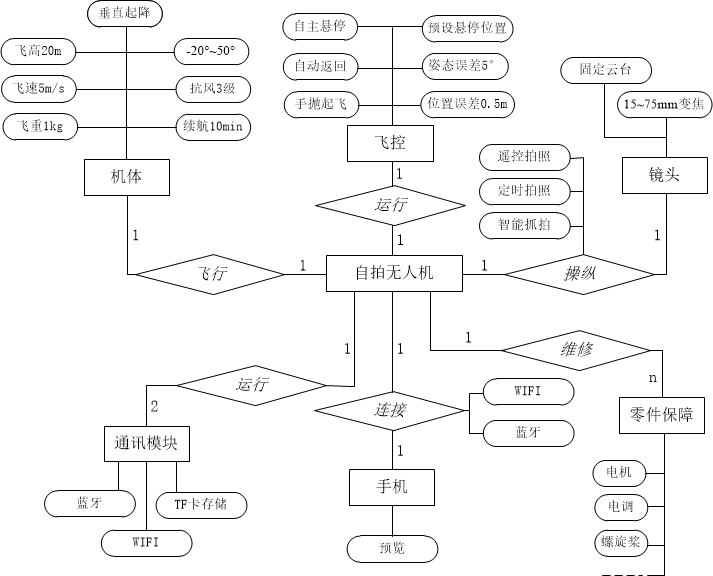 垂直起降
自主悬停
预设悬停位置
飞高20m
-20°~50°
自动返回
姿态误差5°
固定云台
飞速5m/s
抗风3级
手抛起飞
位置误差0.5m
15~75mm变焦
飞重1kg
续航10min
飞控
遥控拍照
镜头
机体
1
定时拍照
运行
智能抓拍
1
1
1
飞行
1
自拍无人机
1
操纵
1
1
1
维修
运行
n
2
连接
WIFI
零件保障
通讯模块
蓝牙
1
电机
手机
蓝牙
TF卡存储
电调
WIFI
预览
螺旋桨